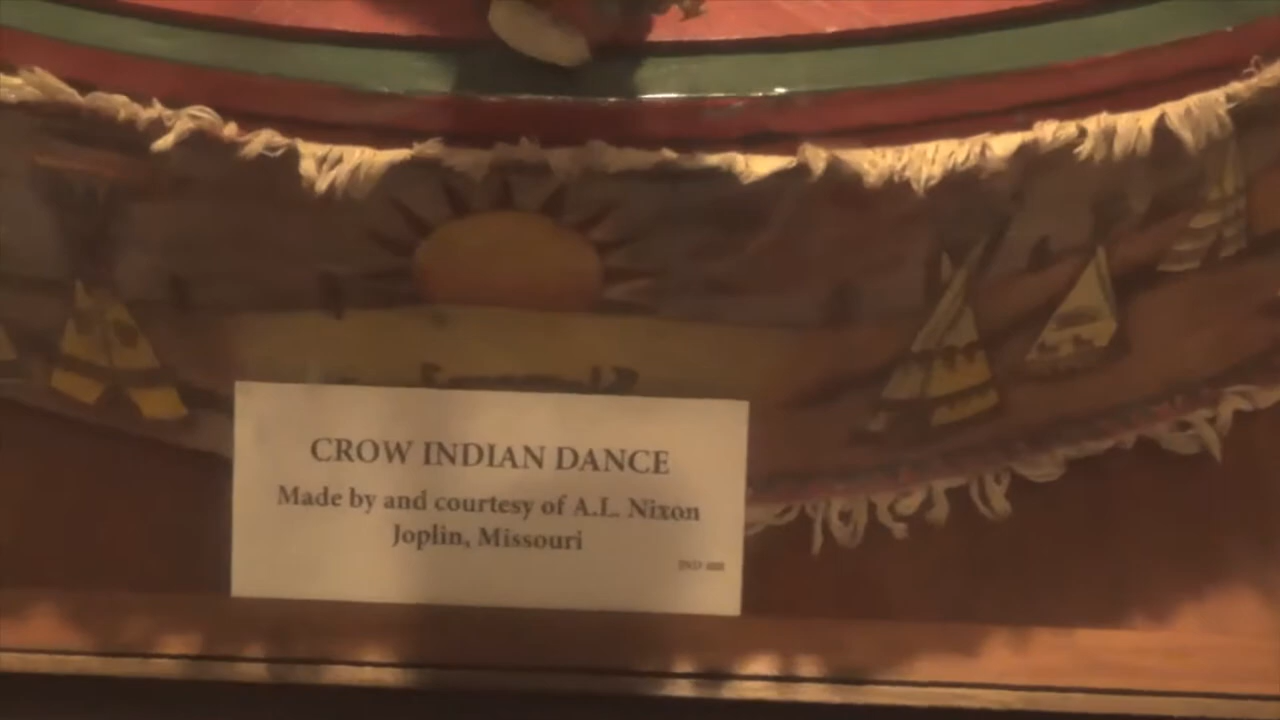 CROW INDIAN DANCE
Made by and courtesy of A.L. Nixon
Joplin, Missouri